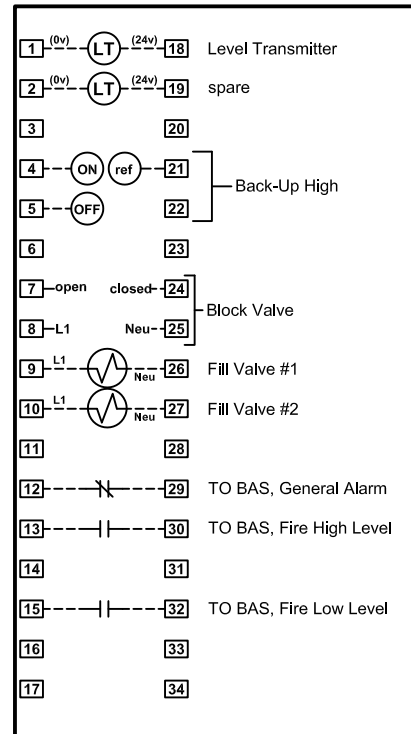 1 (0v) LT (24v) 18 Level Transmitter
2 (0v) LT (24v) 19 spare
3 20
4 ON ref 21
Back-Up High
5 OFF 22
6 23
7 open closed 24
Block Valve
8 L1 Neu 25
9 L1 Neu 26 Fill Valve #1
10 L1 Neu 27 Fill Valve #2
11 28
12 29 TO BAS, General Alarm
13 30 TO BAS, Fire High Level
14 31
15 32 TO BAS, Fire Low Level
16 33
17 34